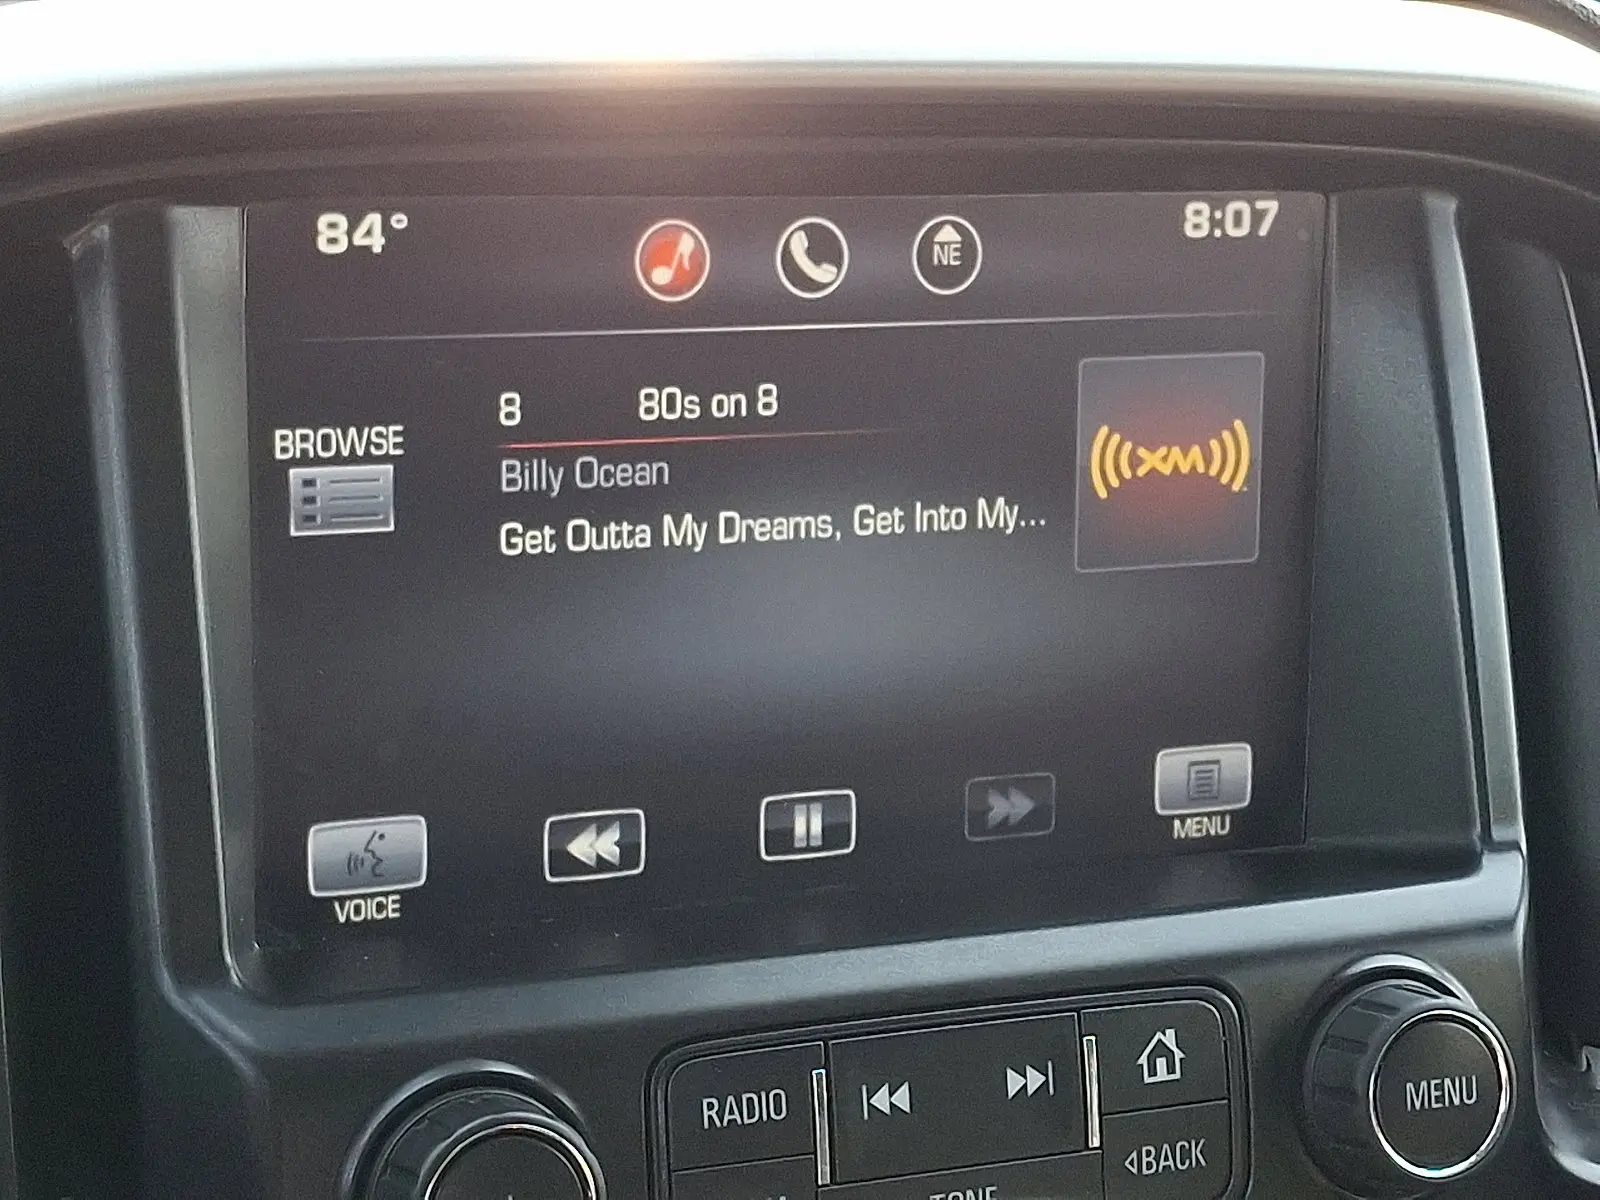 84°
NE
8:07
8 80s on 8
BROWSE
Billy Ocean
Get Outta My Dreams, Get Into My...
XM
VOICE
MENU
RADIO
MENU
BACK
TONE